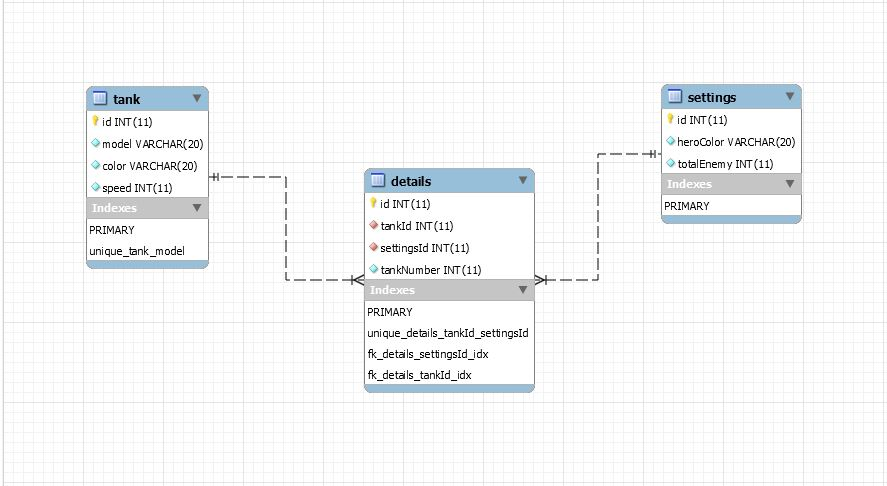 tank
id INT(11)
model VARCHAR(20)
color VARCHAR(20)
speed INT(11)
Indexes
PRIMARY
unique_tank_model
details
id INT(11)
tankId INT(11)
settingsId INT(11)
tankNumber INT(11)
Indexes
PRIMARY
unique_details_tankId_settingsId
fk_details_settingsId_idx
fk_details_tankId_idx
settings
id INT(11)
heroColor VARCHAR(20)
totalEnemy INT(11)
Indexes
PRIMARY